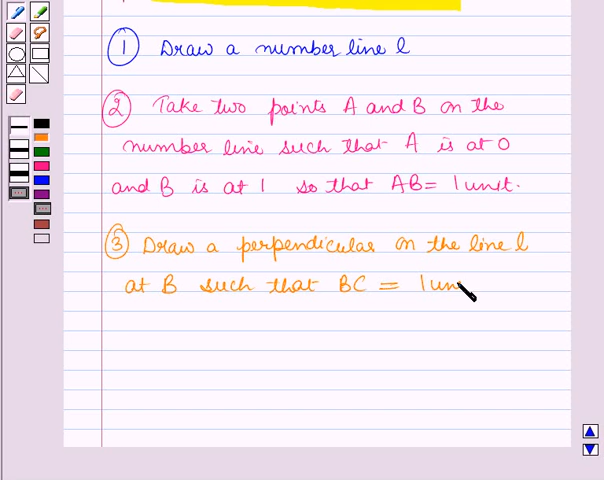 1 Draw a number line l
2 Take two points A and B on the
number line such that A is at 0
and B is at 1 so that AB = 1 unit.
3 Draw a perpendicular on the line l
at B such that BC = 1 un